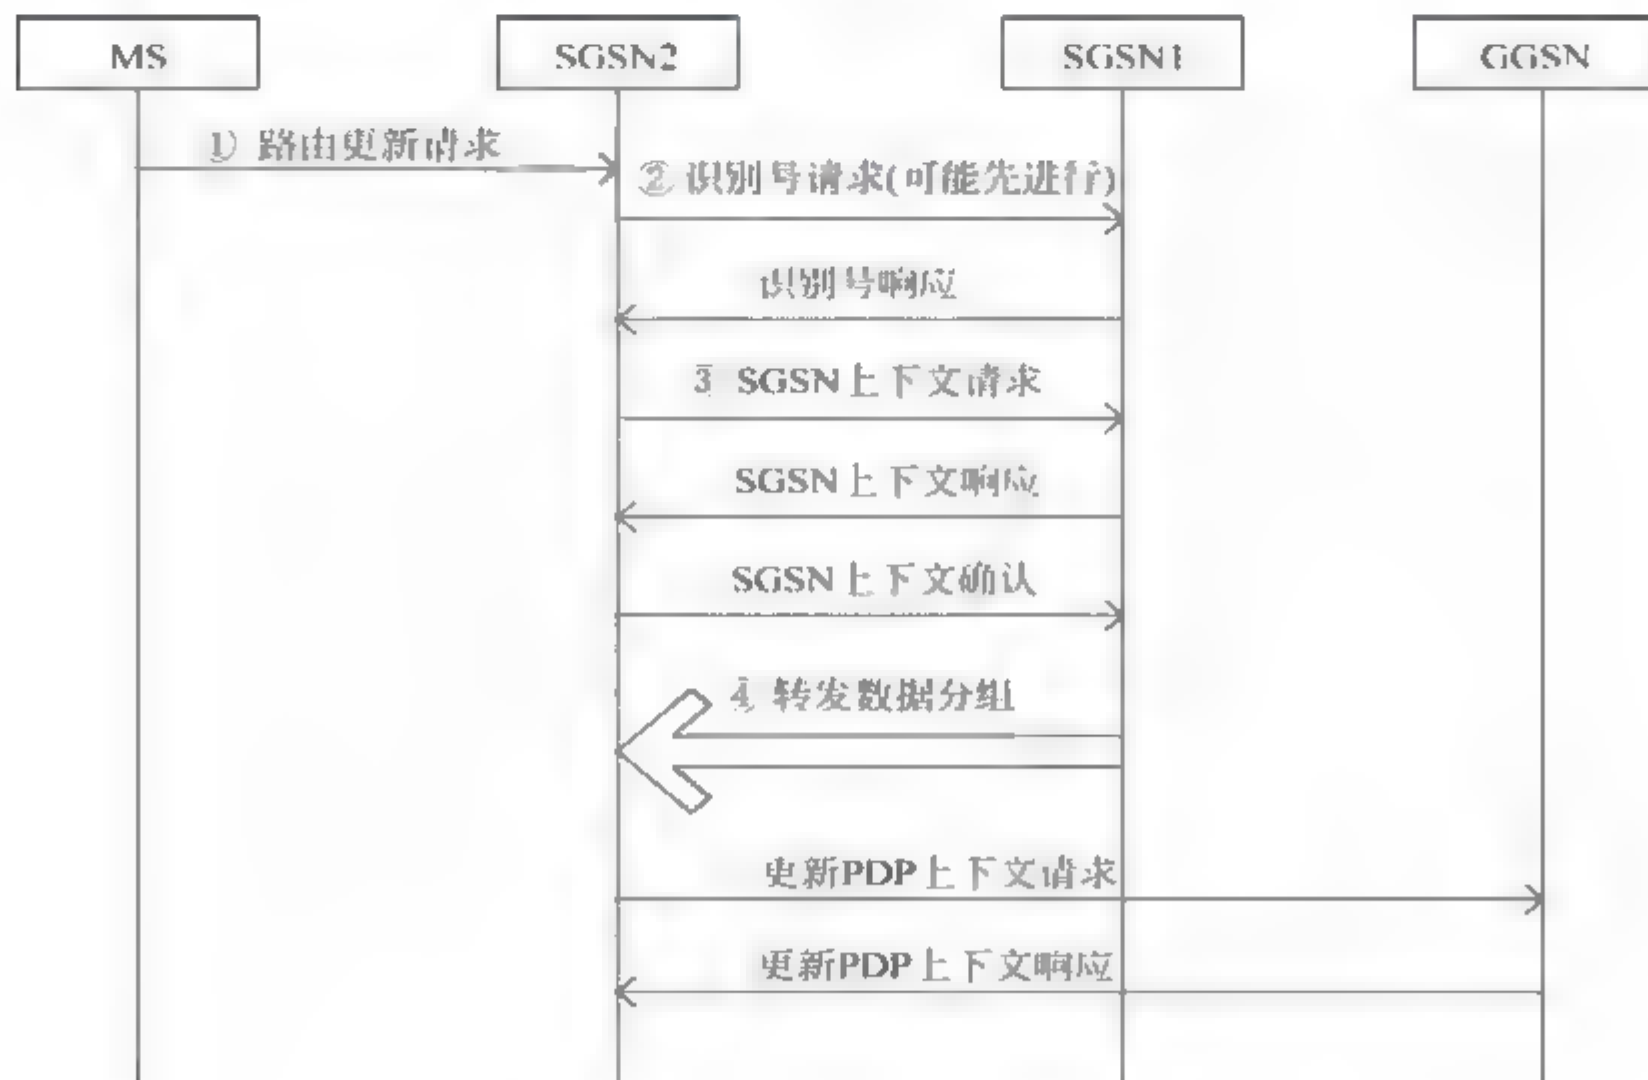 MS
SGSN2
SGSN1
GGSN
① 路由更新请求
② 识别号请求(可能先进行)
识别号响应
③ SGSN上下文请求
SGSN上下文响应
SGSN上下文确认
④ 转发数据分组
更新PDP上下文请求
更新PDP上下文响应